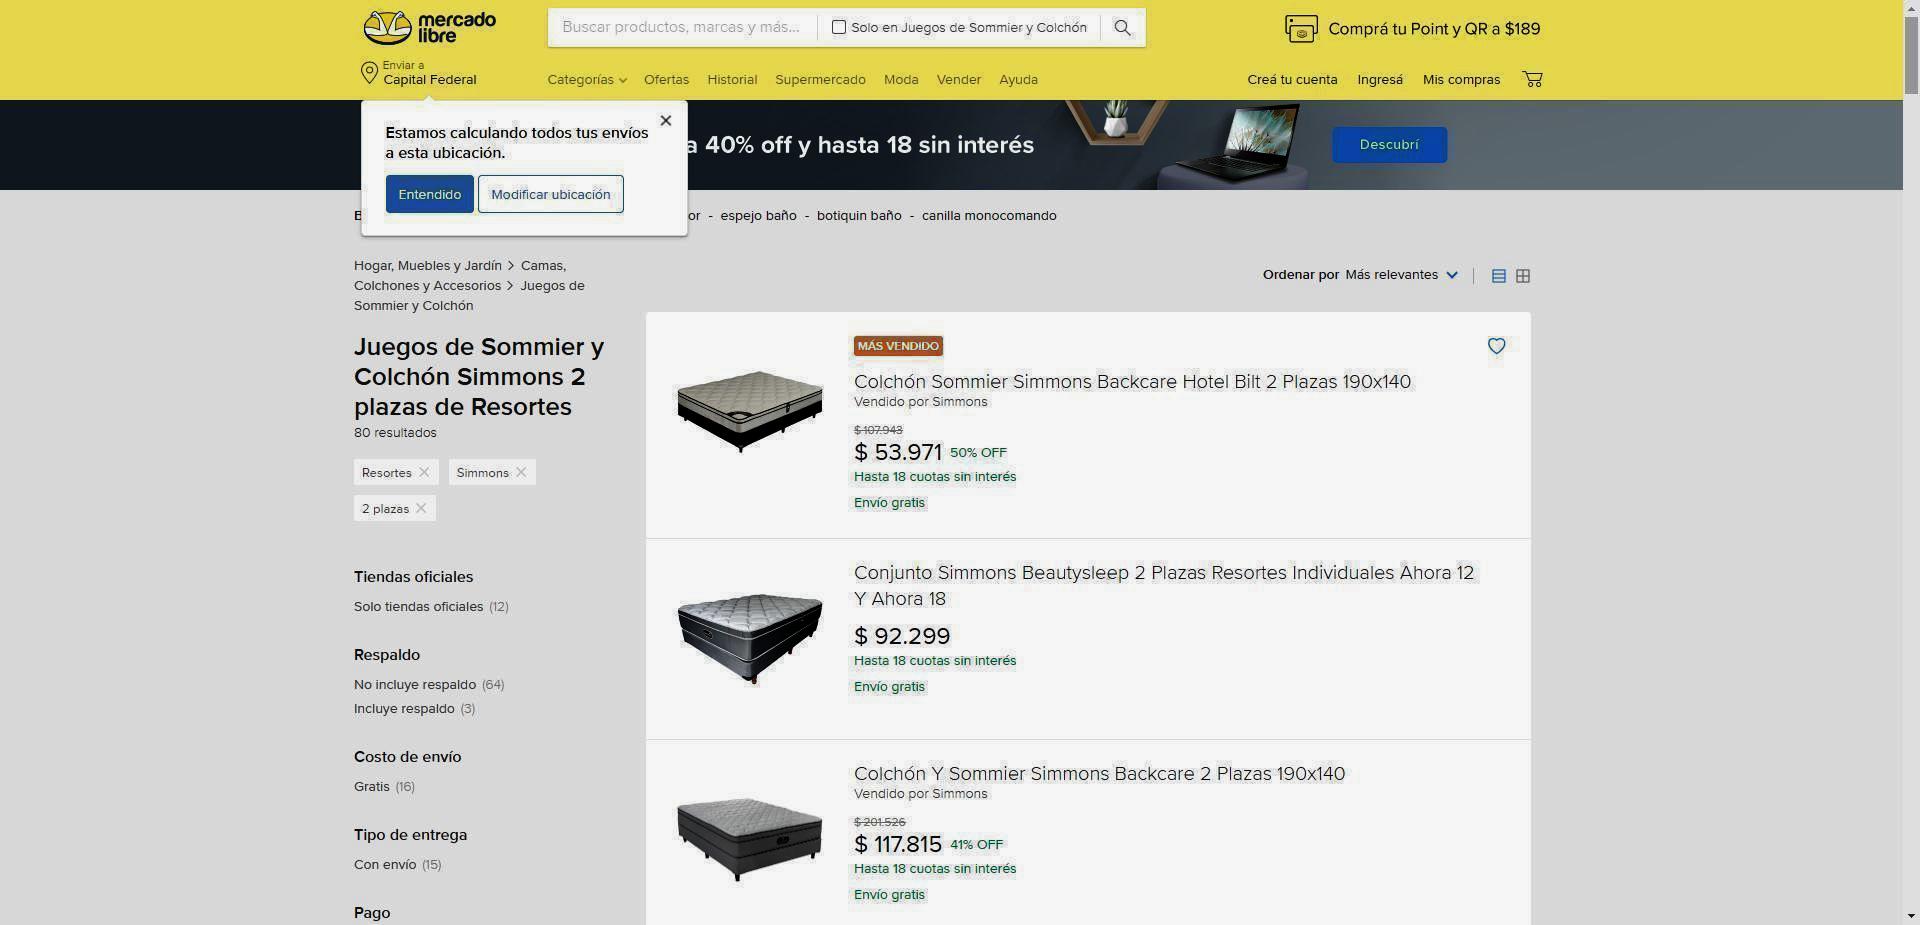 mercado
libre
Buscar productos, marcas y más...
Solo en Juegos de Sommier y Colchón
Comprá tu Point y QR a $189
Enviar a
Capital Federal
Categorías
Ofertas
Historial
Supermercado
Moda
Vender
Ayuda
Creá tu cuenta
Ingresá
Mis compras
Estamos calculando todos tus envíos
a esta ubicación.
Entendido
Modificar ubicación
a 40% off y hasta 18 sin interés
Descubrí
B
or - espejo baño - botiquin baño - canilla monocomando
Hogar, Muebles y Jardín > Camas,
Colchones y Accesorios > Juegos de
Sommier y Colchón
Ordenar por Más relevantes
Juegos de Sommier y
Colchón Simmons 2
plazas de Resortes
80 resultados
Resortes
Simmons
2 plazas
Tiendas oficiales
Solo tiendas oficiales (12)
Respaldo
No incluye respaldo (64)
Incluye respaldo (3)
Costo de envío
Gratis (16)
Tipo de entrega
Con envío (15)
Pago
MÁS VENDIDO
Colchón Sommier Simmons Backcare Hotel Bilt 2 Plazas 190x140
Vendido por Simmons
$ 107.943
$ 53.971 50% OFF
Hasta 18 cuotas sin interés
Envío gratis
Conjunto Simmons Beautysleep 2 Plazas Resortes Individuales Ahora 12
Y Ahora 18
$ 92.299
Hasta 18 cuotas sin interés
Envío gratis
Colchón Y Sommier Simmons Backcare 2 Plazas 190x140
Vendido por Simmons
$ 201.526
$ 117.815 41% OFF
Hasta 18 cuotas sin interés
Envío gratis